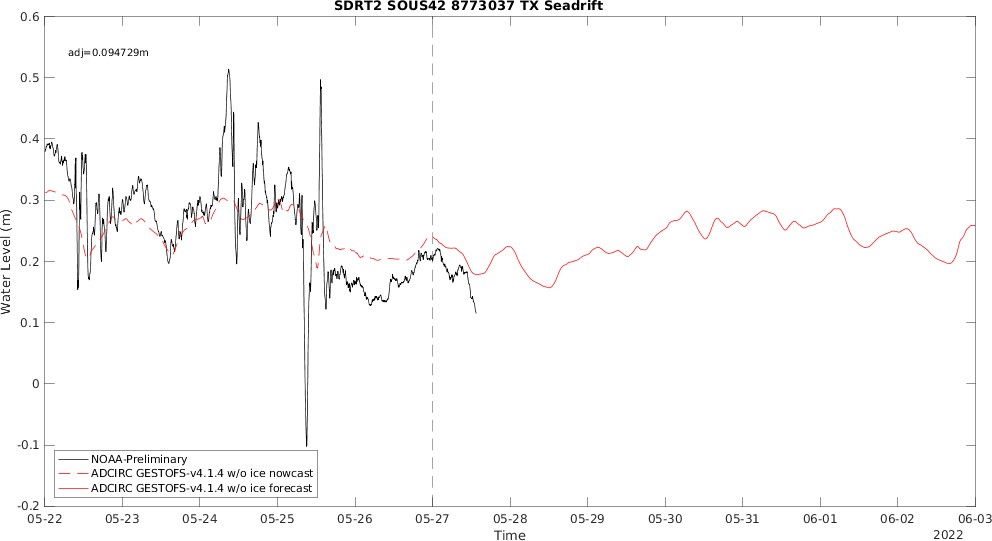 SDRT2 SOUS42 8773037 TX Seadrift
adj=0.094729m
Water Level (m)
0.6
0.5
0.4
0.3
0.2
0.1
0
-0.1
-0.2
NOAA-Preliminary
ADCIRC GESTOFS-v4.1.4 w/o ice nowcast
ADCIRC GESTOFS-v4.1.4 w/o ice forecast
05-22 05-23 05-24 05-25 05-26 05-27 05-28 05-29 05-30 05-31 06-01 06-02 06-03
Time
2022